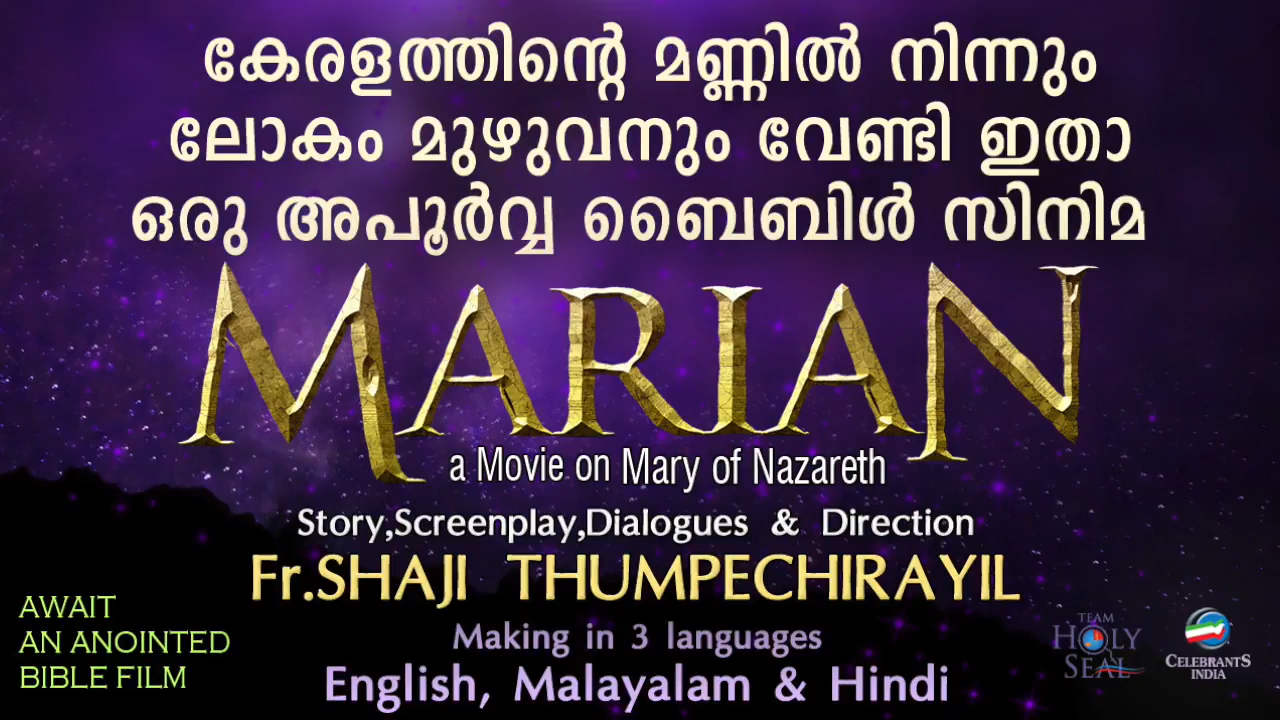 കേരളത്തിന്റെ മണ്ണിൽ നിന്നും
ലോകം മുഴുവനും വേണ്ടി ഇതാ
ഒരു അപൂർവ്വ ബൈബിൾ സിനിമ
MARIAN
a Movie on Mary of Nazareth
Story,Screenplay,Dialogues & Direction
Fr.SHAJI THUMPECHIRAYIL
Making in 3 languages
English, Malayalam & Hindi
AWAIT
AN ANOINTED
BIBLE FILM
TEAM
HOLY
SEAL
CELEBRANTS
INDIA